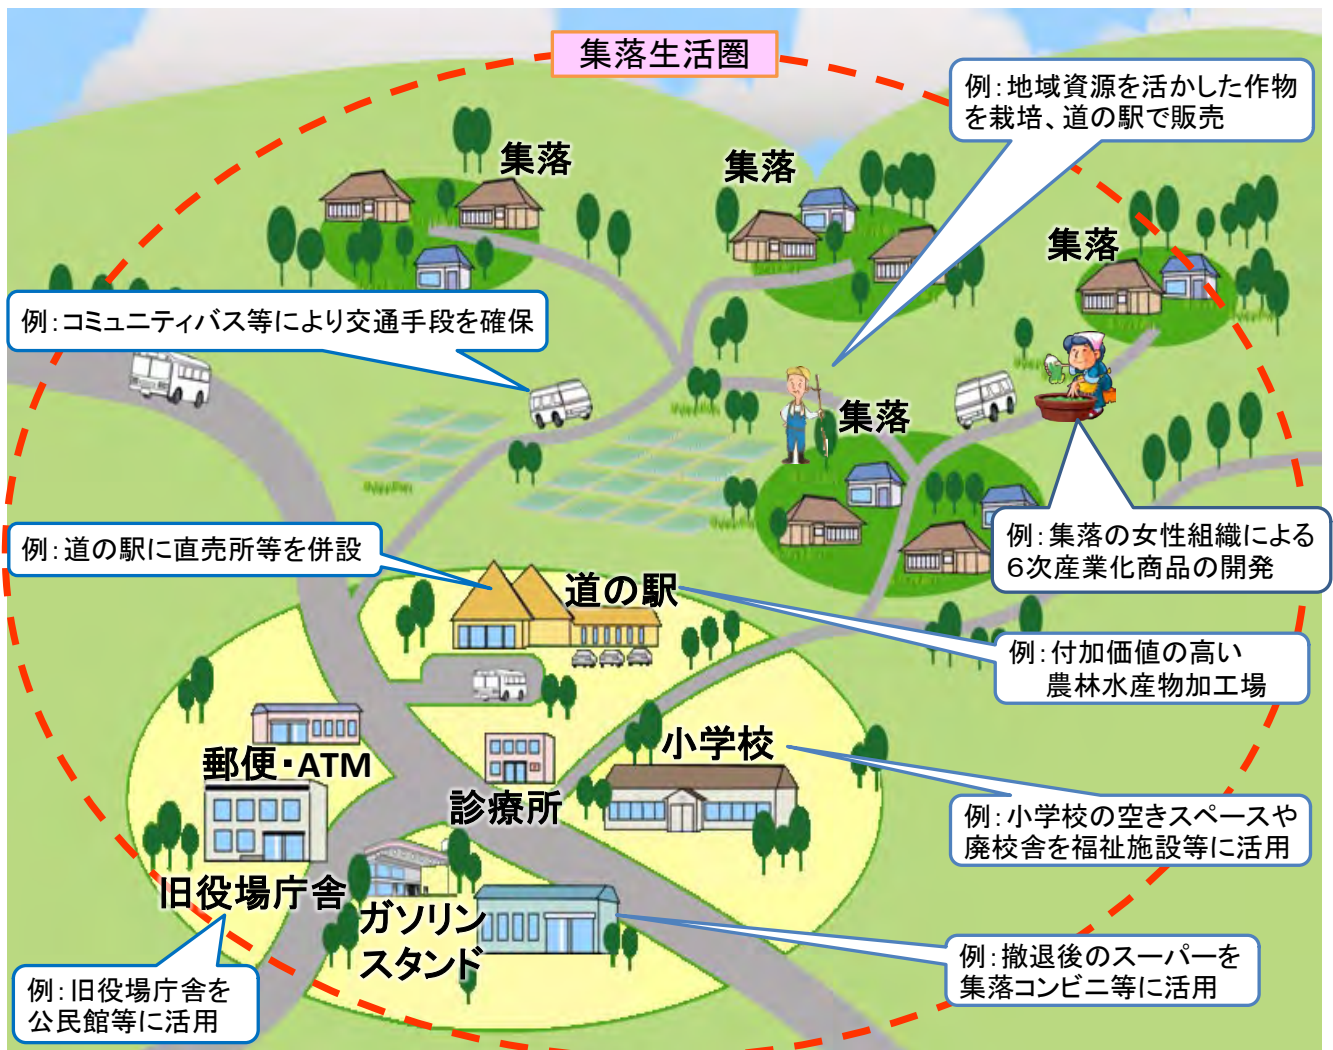 集落生活圏
例：地域資源を活かした作物
を栽培、道の駅で販売
集落
集落
集落
例：コミュニティバス等により交通手段を確保
集落
例：集落の女性組織による
６次産業化商品の開発
例：道の駅に直売所等を併設
道の駅
例：付加価値の高い
農林水産物加工場
郵便・ATM
小学校
診療所
例：小学校の空きスペースや
廃校舎を福祉施設等に活用
旧役場庁舎
ガソリン
スタンド
例：撤退後のスーパーを
集落コンビニ等に活用
例：旧役場庁舎を
公民館等に活用